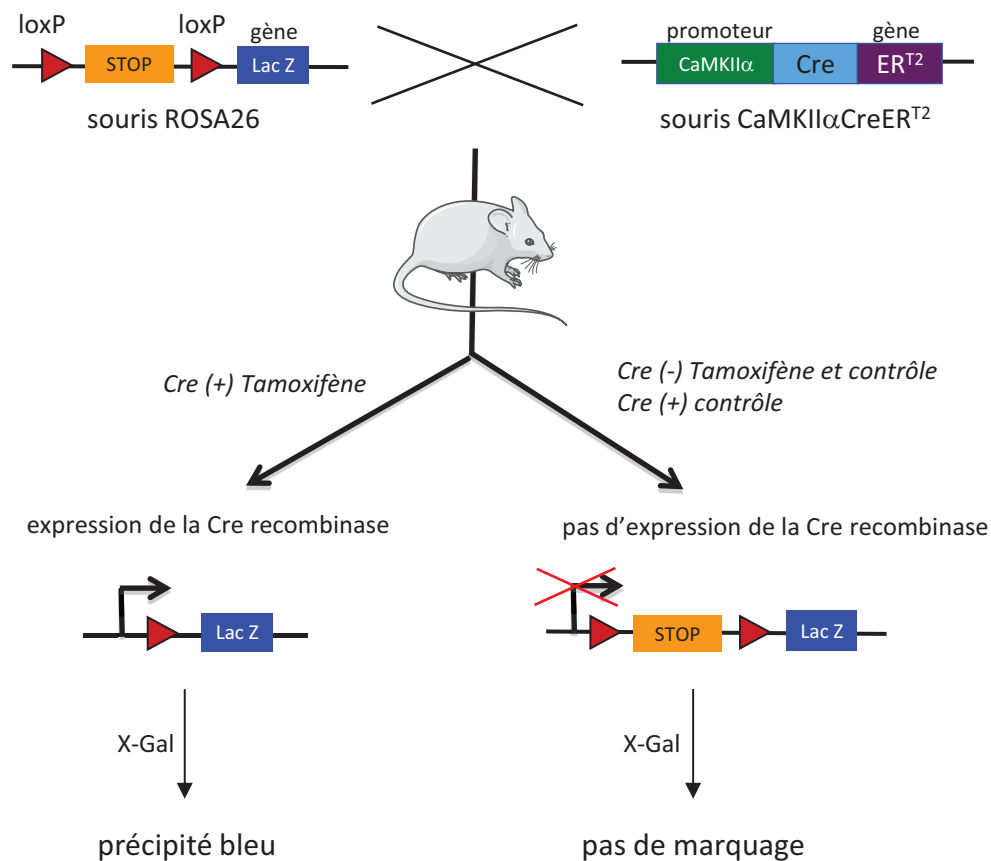 loxP
loxP
gène
STOP
Lac Z
souris ROSA26
promoteur
gène
CaMKIIα
Cre
ER^T2
souris CaMKIIαCreER^T2
Cre (+) Tamoxifène
Cre (-) Tamoxifène et contrôle
Cre (+) contrôle
expression de la Cre recombinase
pas d’expression de la Cre recombinase
Lac Z
STOP
Lac Z
X-Gal
X-Gal
précipité bleu
pas de marquage